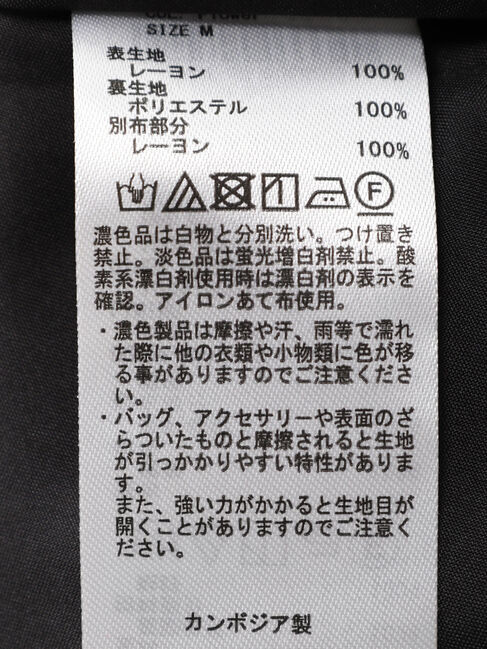 COL. Flower
SIZE M
表生地
レーヨン 100%
裏生地
ポリエステル 100%
別布部分
レーヨン 100%
F
濃色品は白物と分別洗い。つけ置き
禁止。淡色品は蛍光増白剤禁止。酸
素系漂白剤使用時は漂白剤の表示を
確認。アイロンあて布使用。
・濃色製品は摩擦や汗、雨等で濡れ
た際に他の衣類や小物類に色が移
る事がありますのでご注意くださ
い。
・バッグ、アクセサリーや表面のざ
らついたものと摩擦されると生地
が引っかかりやすい特性がありま
す。
また、強い力がかかると生地目が
開くことがありますのでご注意く
ださい。
カンボジア製